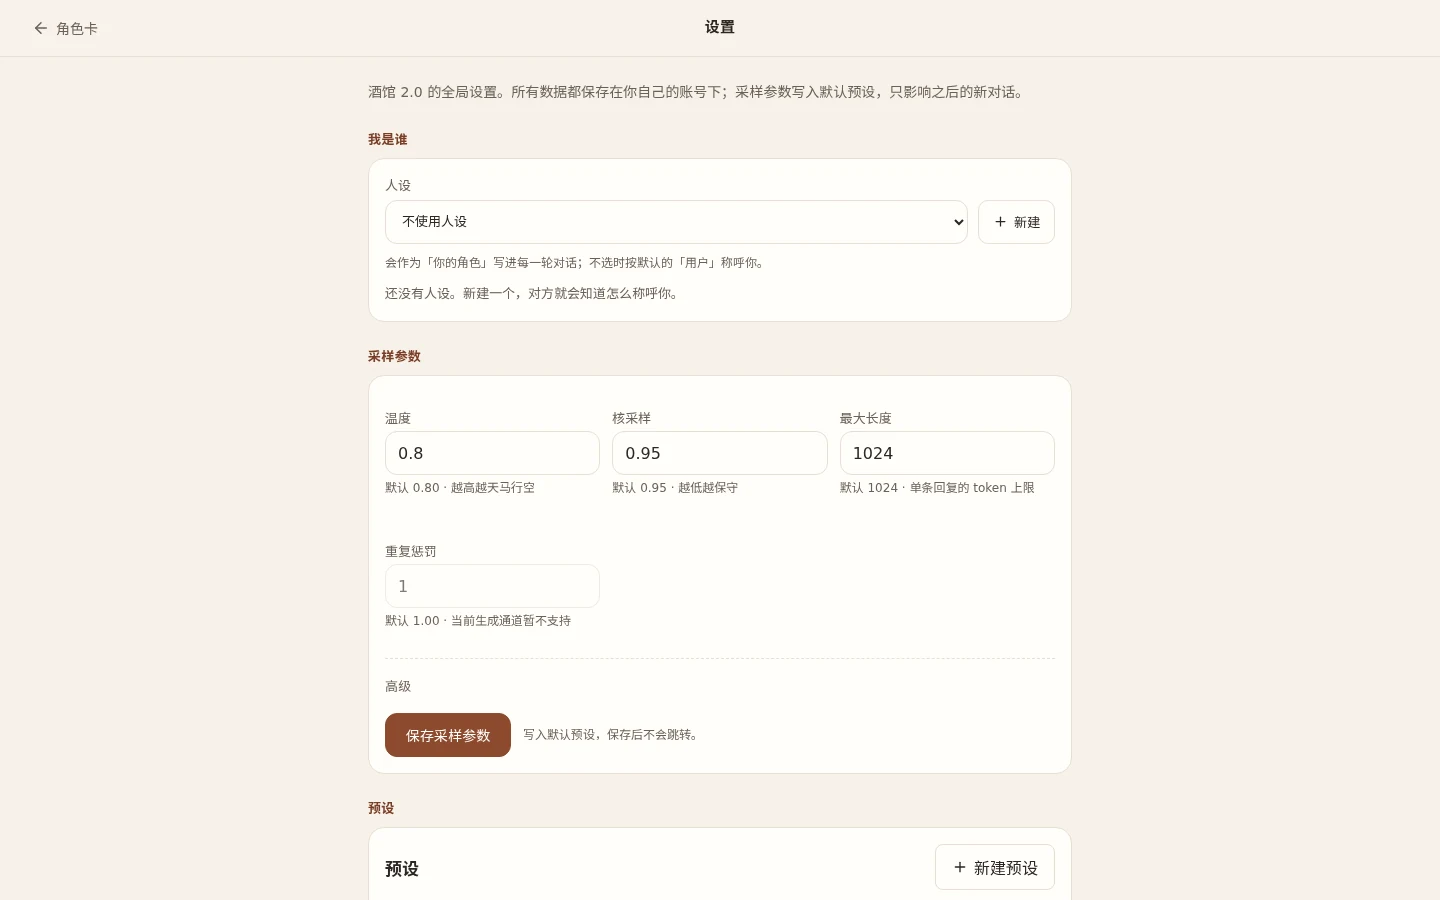 角色卡
设置
酒馆 2.0 的全局设置。所有数据都保存在你自己的账号下；采样参数写入默认预设，只影响之后的新对话。
我是谁
人设
不使用人设
新建
会作为「你的角色」写进每一轮对话；不选时按默认的「用户」称呼你。
还没有人设。新建一个，对方就会知道怎么称呼你。
采样参数
温度 核采样 最大长度
0.8 0.95 1024
默认 0.80 · 越高越天马行空 默认 0.95 · 越低越保守 默认 1024 · 单条回复的 token 上限
重复惩罚
1
默认 1.00 · 当前生成通道暂不支持
高级
保存采样参数 写入默认预设，保存后不会跳转。
预设
预设 新建预设